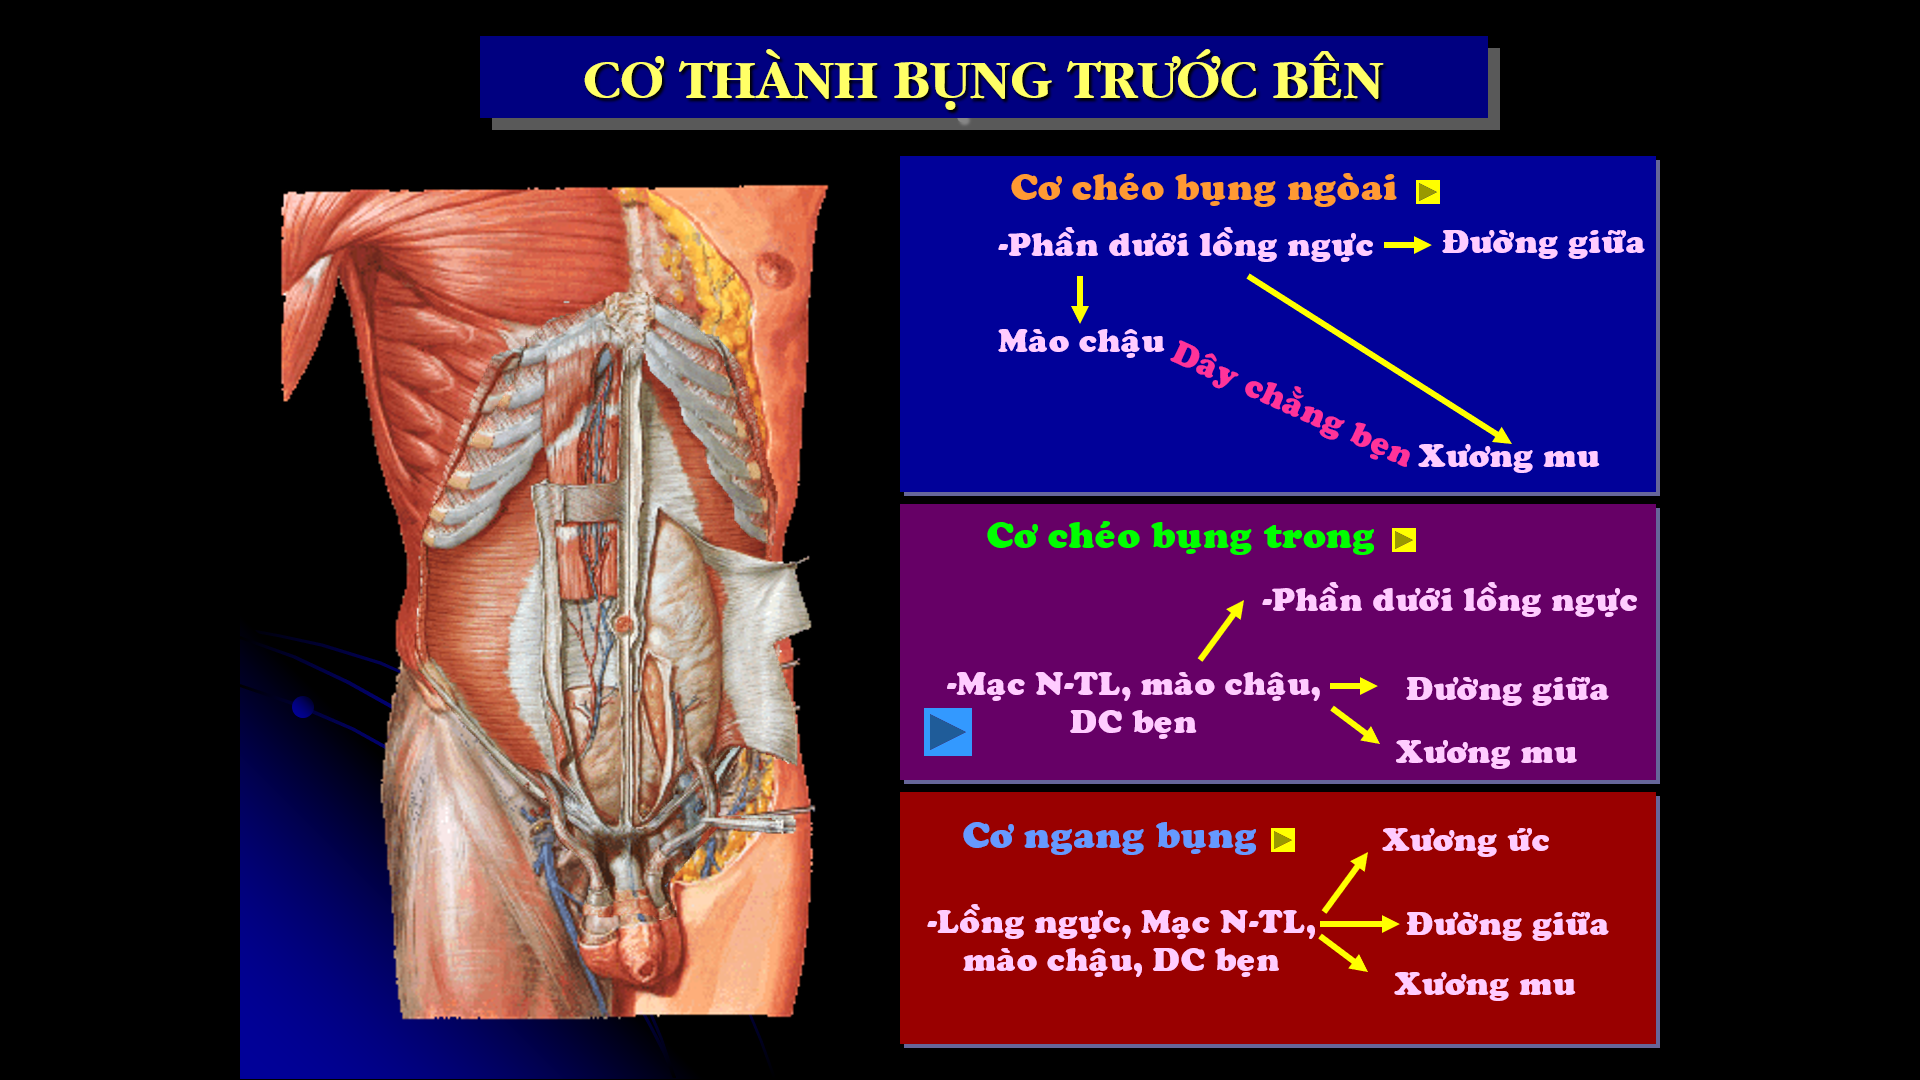 CƠ THÀNH BỤNG TRƯỚC BÊN
Cơ chéo bụng ngòai
-Phần dưới lồng ngực
Đường giữa
Mào chậu
Dây chằng bẹn
Xương mu
Cơ chéo bụng trong
-Phần dưới lồng ngực
-Mạc N-TL, mào chậu,
DC bẹn
Đường giữa
Xương mu
Cơ ngang bụng
Xương ức
-Lồng ngực, Mạc N-TL,
mào chậu, DC bẹn
Đường giữa
Xương mu